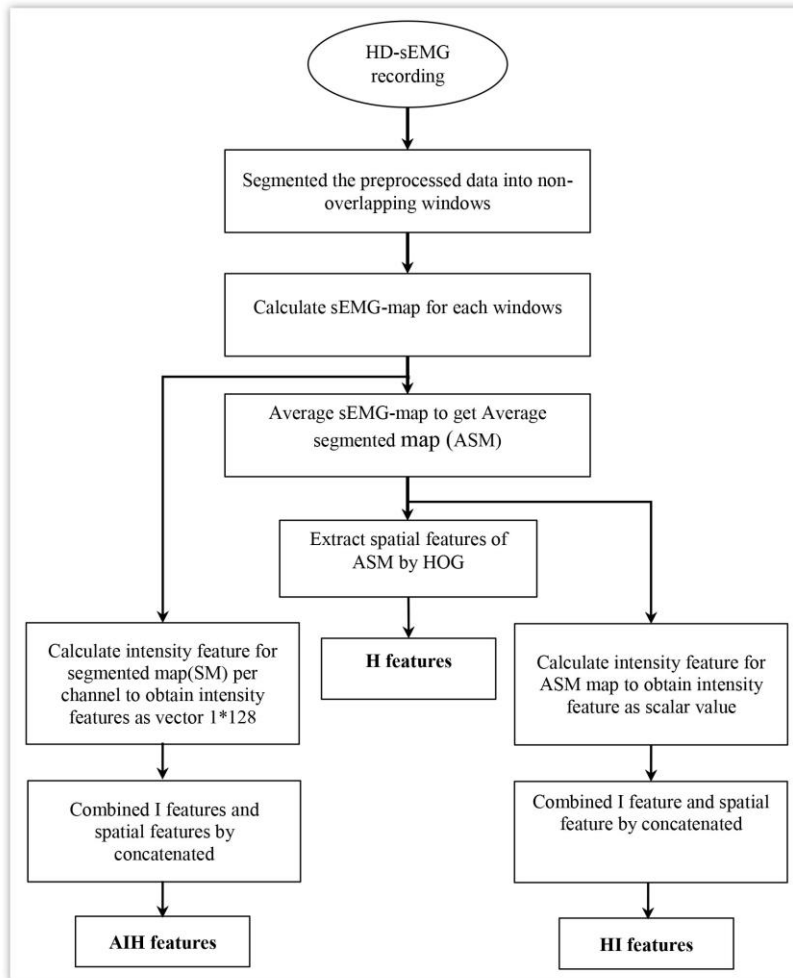 HD-sEMG
recording
Segmented the preprocessed data into non-
overlapping windows
Calculate sEMG-map for each windows
Average sEMG-map to get Average
segmented map (ASM)
Extract spatial features of
ASM by HOG
H features
Calculate intensity feature for
segmented map(SM) per
channel to obtain intensity
features as vector 1*128
Calculate intensity feature for
ASM map to obtain intensity
feature as scalar value
Combined I features and
spatial features by
concatenated
Combined I feature and spatial
feature by concatenated
AIH features
HI features